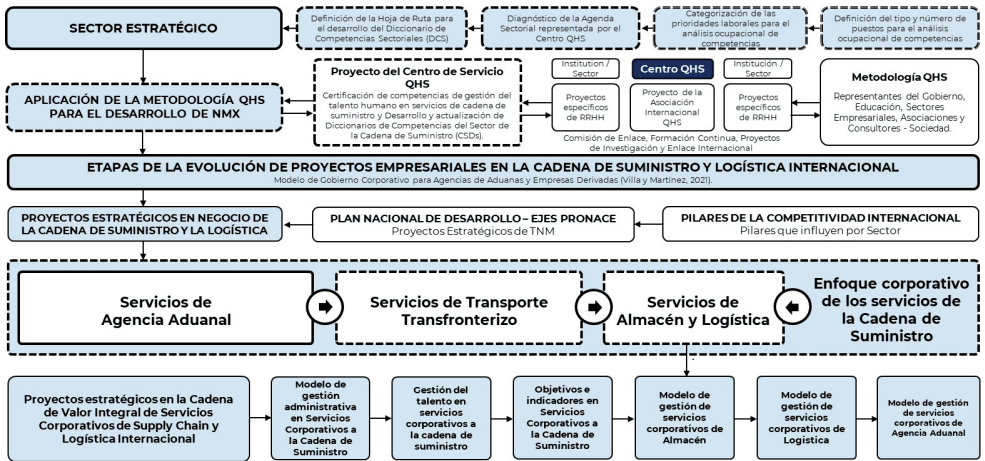 SECTOR ESTRATÉGICO
Definición de la Hoja de Ruta para
el desarrollo del Diccionario de
Competencias Sectoriales (DCS)
Diagnóstico de la Agenda
Sectorial representada por el
Centro QHS
Categorización de las
prioridades laborales para el
análisis ocupacional de
competencias
Definición del tipo y número de
puestos para el análisis
ocupacional de competencias
APLICACIÓN DE LA METODOLOGÍA QHS
PARA EL DESARROLLO DE NMX
Proyecto del Centro de Servicio
QHS
Certificación de competencias de gestión del
talento humano en servicios de cadena de
suministro y Desarrollo y actualización de
Diccionarios de Competencias del Sector de
la Cadena de Suministro (CSDs).
Institution /
Sector
Centro QHS
Institución /
Sector
Proyectos
específicos
de RRHH
Proyecto de la
Asociación
Internacional
QHS
Proyectos
específicos
de RRHH
Comisión de Enlace, Formación Continua, Proyectos
de Investigación y Enlace Internacional
Metodología QHS
Representantes del Gobierno,
Educación, Sectores
Empresariales, Asociaciones y
Consultores - Sociedad.
ETAPAS DE LA EVOLUCIÓN DE PROYECTOS EMPRESARIALES EN LA CADENA DE SUMINISTRO Y LOGÍSTICA INTERNACIONAL
Modelo de Gobierno Corporativo para Agencias de Aduanas y Empresas Derivadas (Villa y Martínez, 2021).
PROYECTOS ESTRATÉGICOS EN NEGOCIO DE
LA CADENA DE SUMINISTRO Y LA LOGÍSTICA
PLAN NACIONAL DE DESARROLLO – EJES PRONACE
Proyectos Estratégicos de TNM
PILARES DE LA COMPETITIVIDAD INTERNACIONAL
Pilares que influyen por Sector
Servicios de
Agencia Aduanal
Servicios de Transporte
Transfronterizo
Servicios de
Almacén y Logística
Enfoque corporativo
de los servicios de
la Cadena de
Suministro
Proyectos estratégicos en la Cadena
de Valor Integral de Servicios
Corporativos de Supply Chain y
Logística Internacional
Modelo de
gestión
administrativa
en Servicios
Corporativos a
la Cadena de
Suministro
Gestión del
talento en
servicios
corporativos a
la cadena de
suministro
Objetivos e
indicadores en
Servicios
Corporativos a
la Cadena de
Suministro
Modelo de
gestión de
servicios
corporativos de
Almacén
Modelo de
gestión de
servicios
corporativos de
Logistica
Modelo de gestión
de servicios
corporativos de
Agencia Aduanal